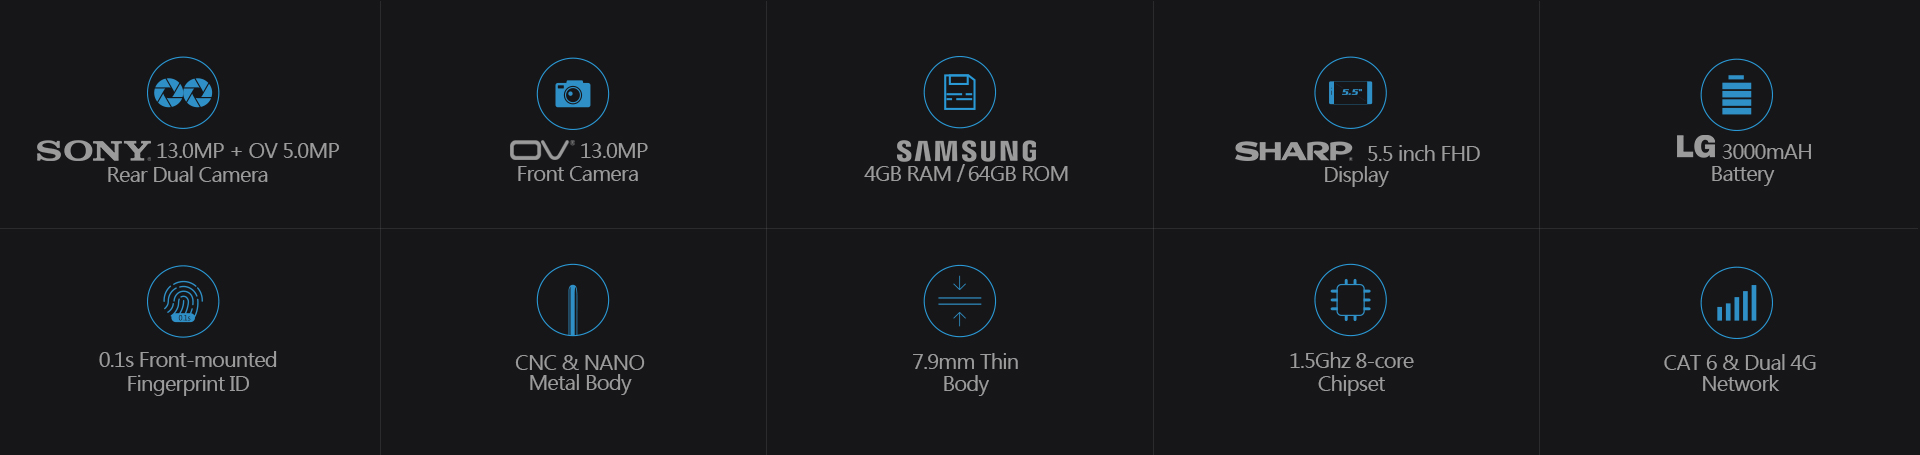 SONY 13.0MP + OV 5.0MP
Rear Dual Camera
OV 13.0MP
Front Camera
SAMSUNG
4GB RAM / 64GB ROM
5.5"
SHARP 5.5 inch FHD
Display
LG 3000mAH
Battery
0.1s
0.1s Front-mounted
Fingerprint ID
CNC & NANO
Metal Body
7.9mm Thin
Body
1.5Ghz 8-core
Chipset
CAT 6 & Dual 4G
Network